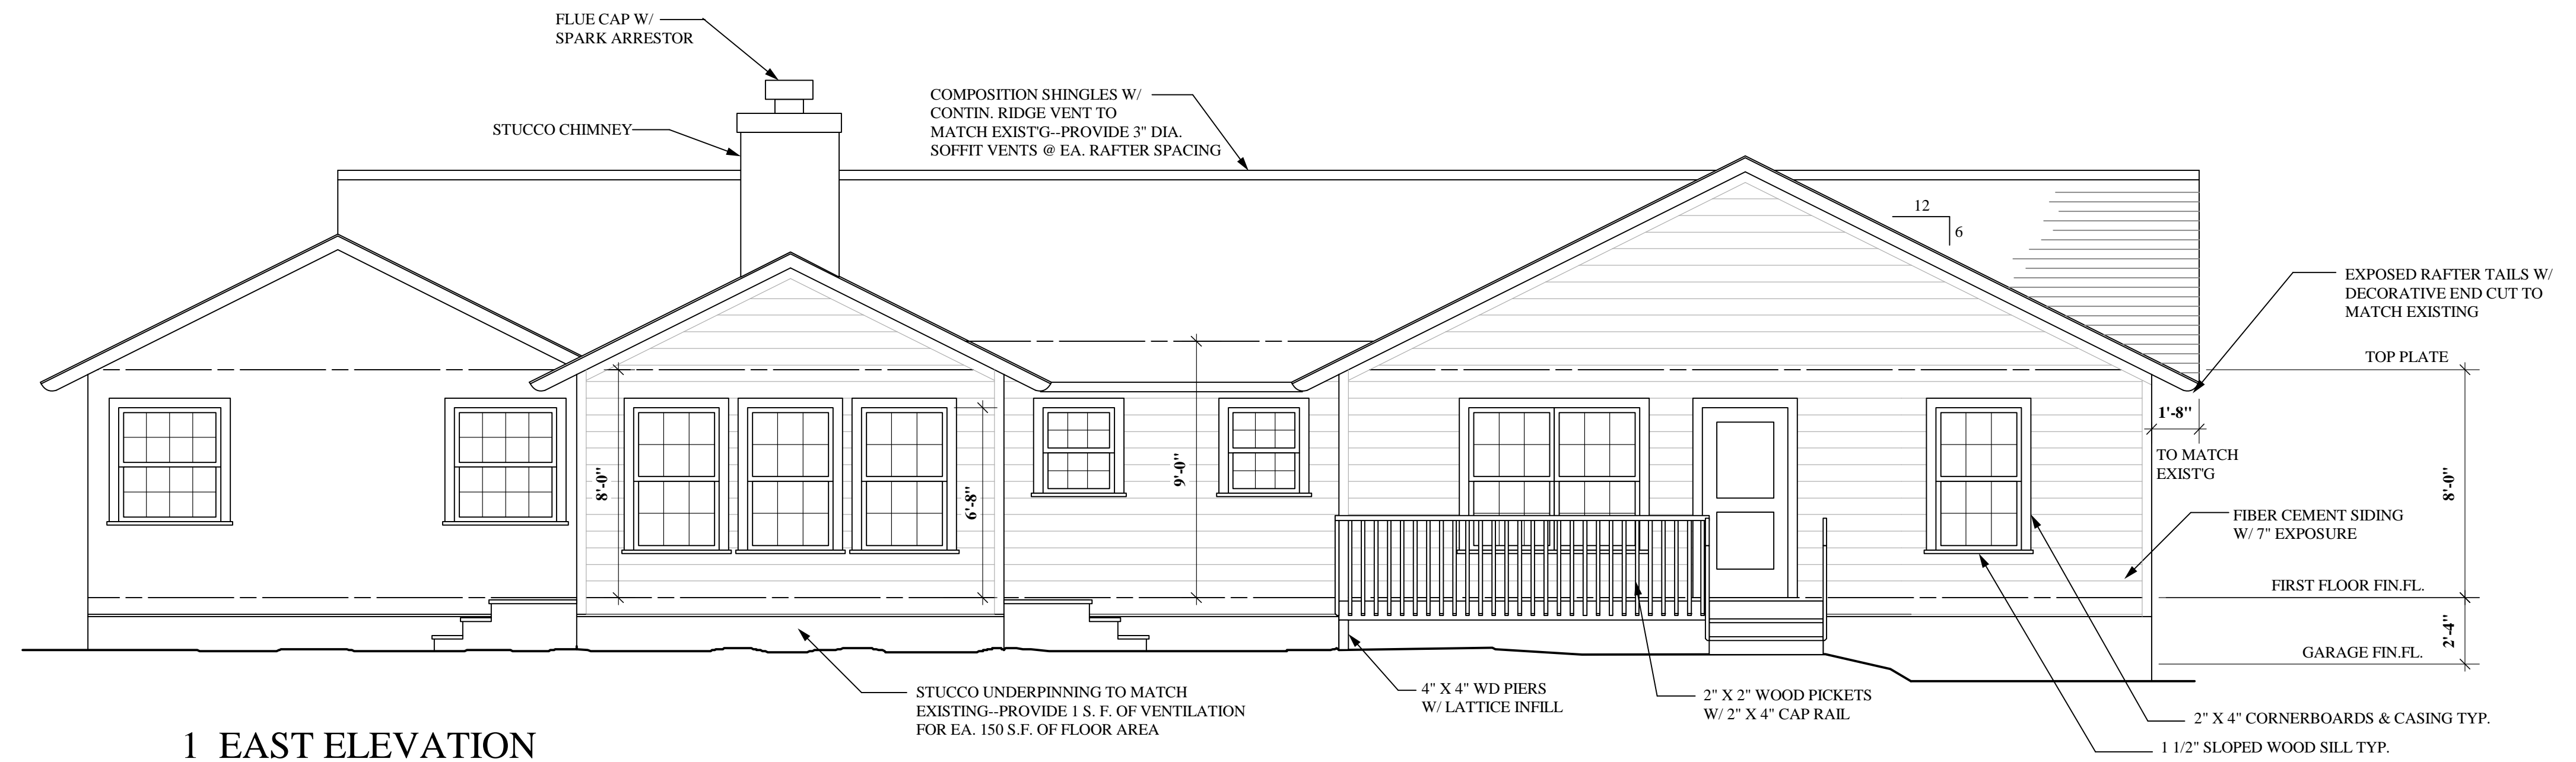 FLUE CAP W/
SPARK ARRESTOR
STUCCO CHIMNEY
COMPOSITION SHINGLES W/
CONTIN. RIDGE VENT TO
MATCH EXIST'G--PROVIDE 3" DIA.
SOFFIT VENTS @ EA. RAFTER SPACING
12
6
EXPOSED RAFTER TAILS W/
DECORATIVE END CUT TO
MATCH EXISTING
TOP PLATE
1'-8"
TO MATCH
EXIST'G
8'-0"
6'-8"
9'-0"
8'-0"
FIBER CEMENT SIDING
W/ 7" EXPOSURE
FIRST FLOOR FIN.FL.
2'-4"
GARAGE FIN.FL.
STUCCO UNDERPINNING TO MATCH
EXISTING--PROVIDE 1 S. F. OF VENTILATION
FOR EA. 150 S.F. OF FLOOR AREA
4" X 4" WD PIERS
W/ LATTICE INFILL
2" X 2" WOOD PICKETS
W/ 2" X 4" CAP RAIL
2" X 4" CORNERBOARDS & CASING TYP.
1 1/2" SLOPED WOOD SILL TYP.
1 EAST ELEVATION